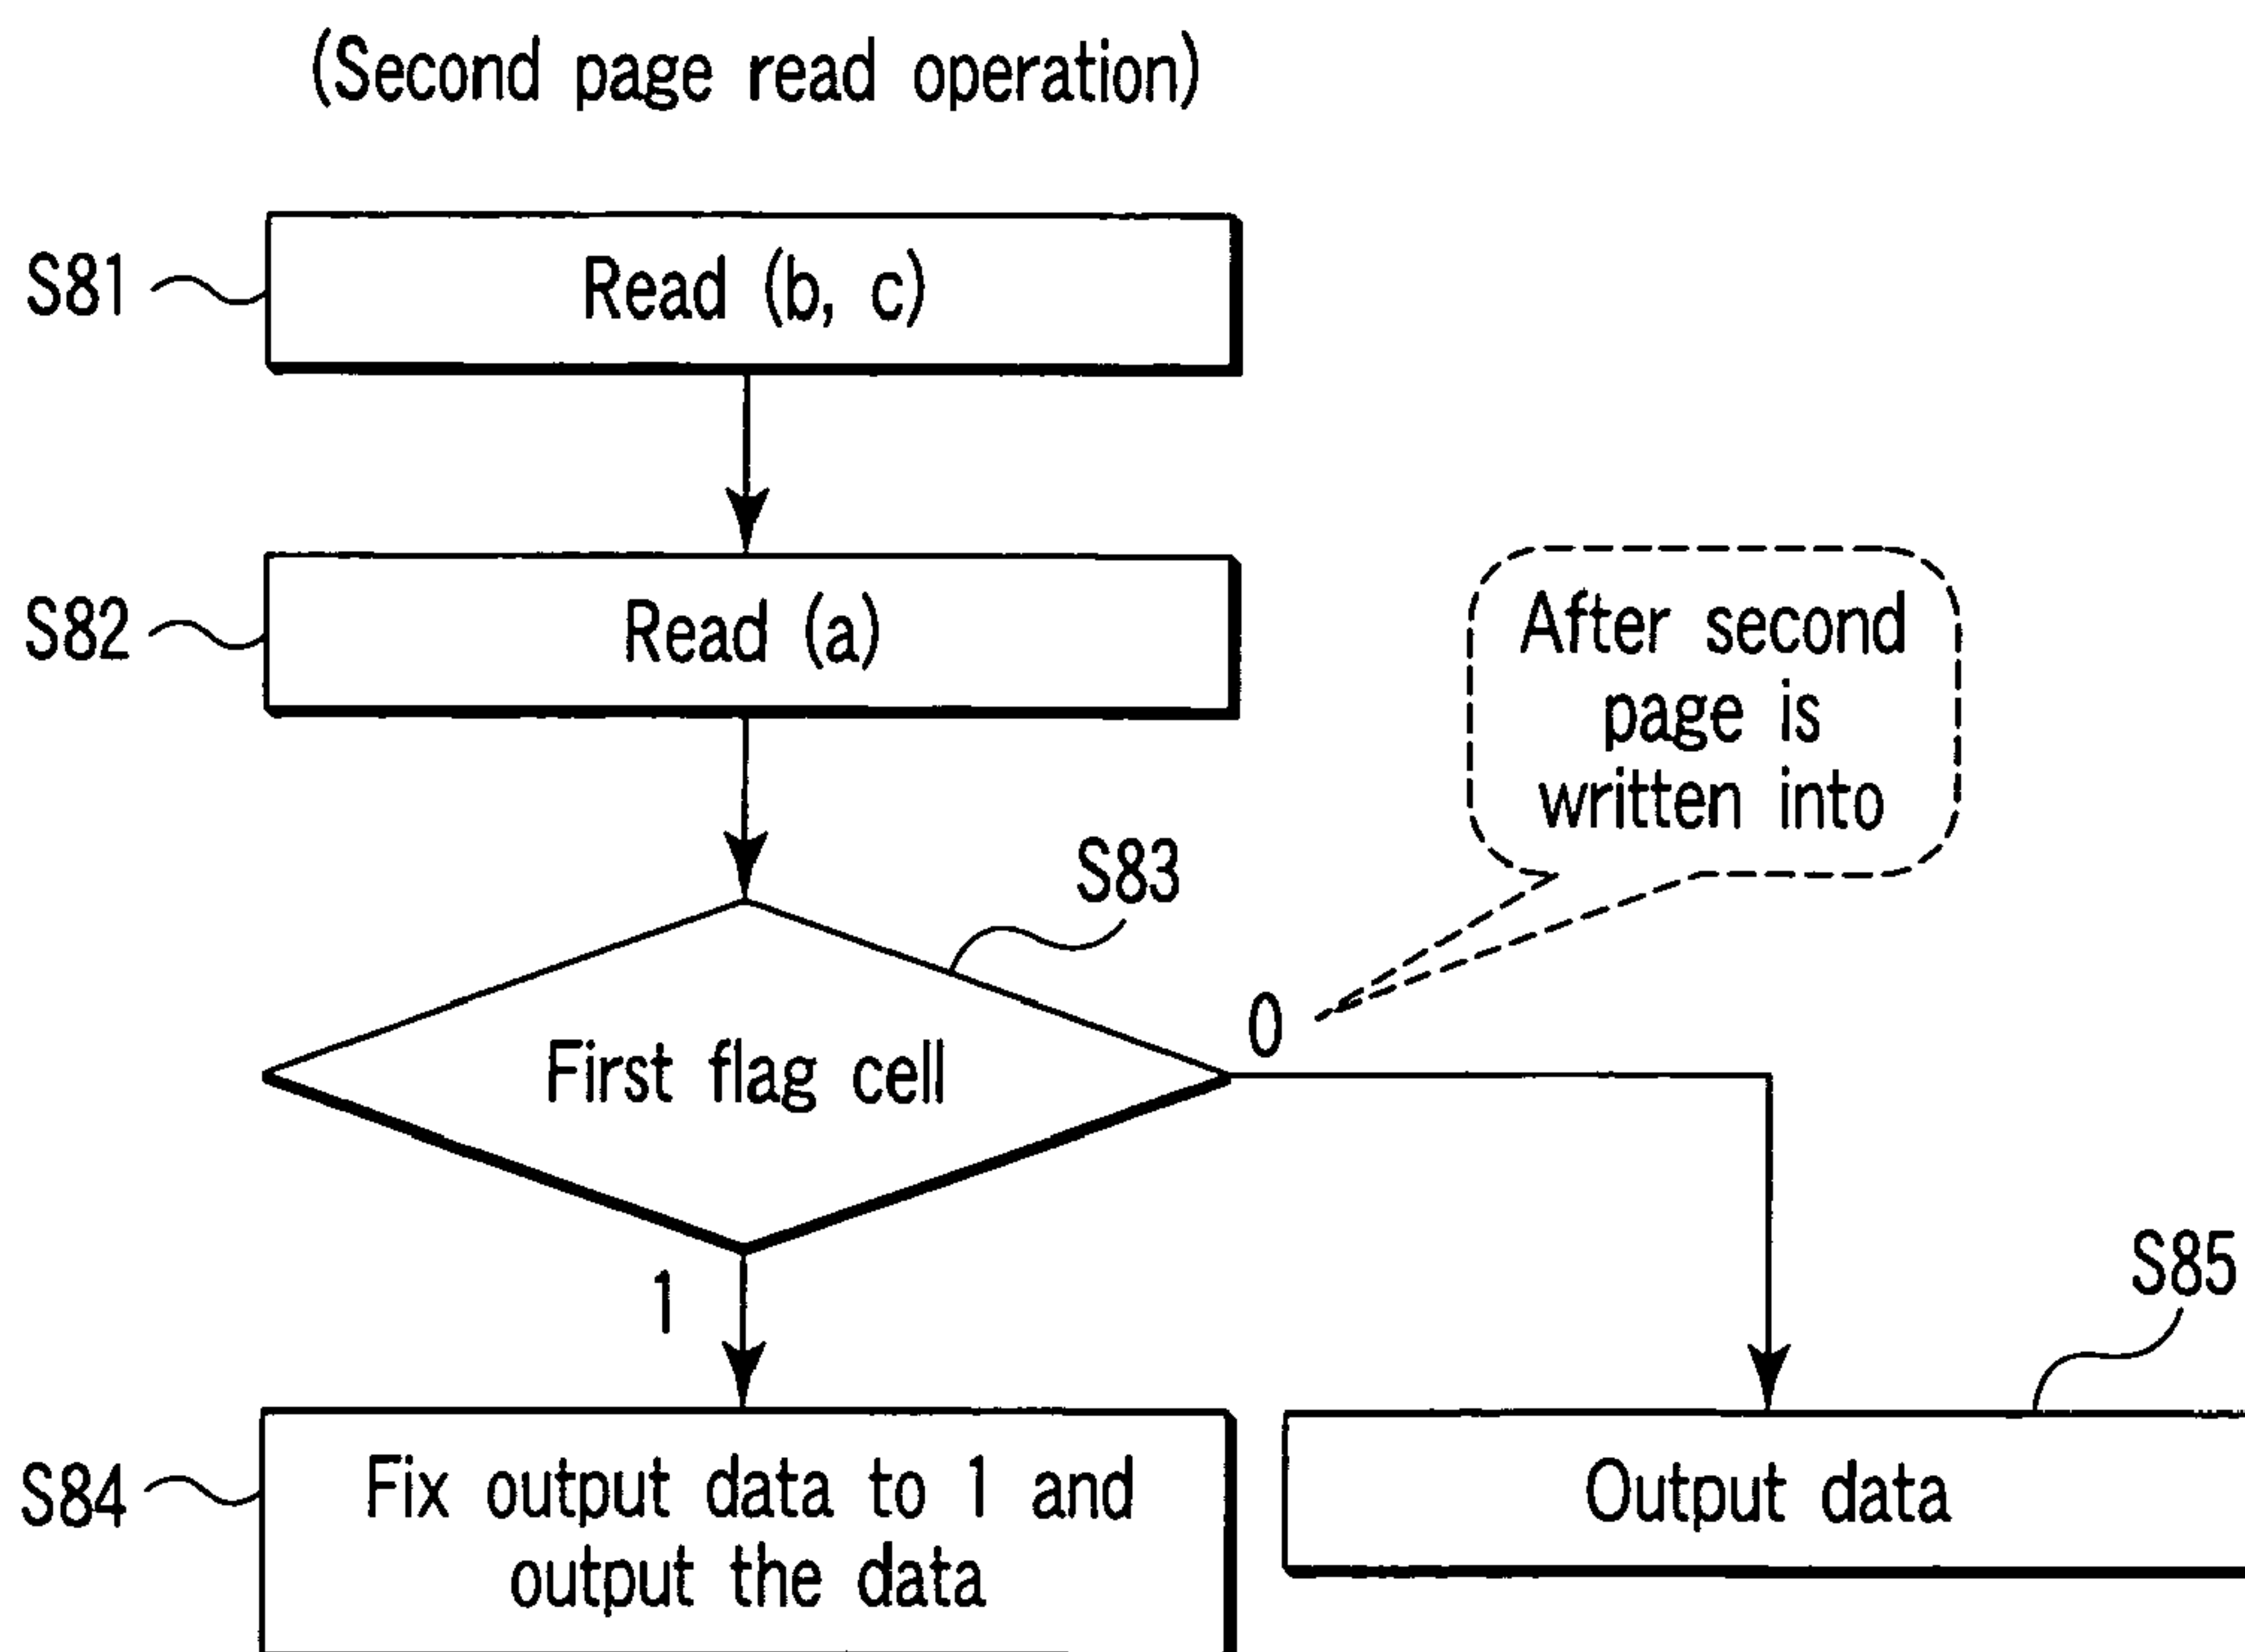 (Second page read operation)
S81
Read (b, c)
S82
Read (a)
After second
page is
written into
S83
0
First flag cell
1
S85
S84
Fix output data to 1 and
output the data
Output data